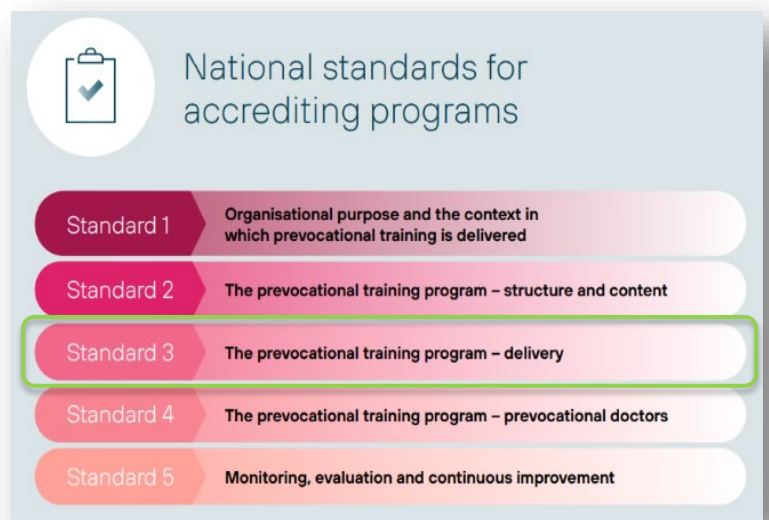 National standards for
accrediting programs
Standard 1
Organisational purpose and the context in
which prevocational training is delivered
Standard 2
The prevocational training program – structure and content
Standard 3
The prevocational training program – delivery
Standard 4
The prevocational training program – prevocational doctors
Standard 5
Monitoring, evaluation and continuous improvement